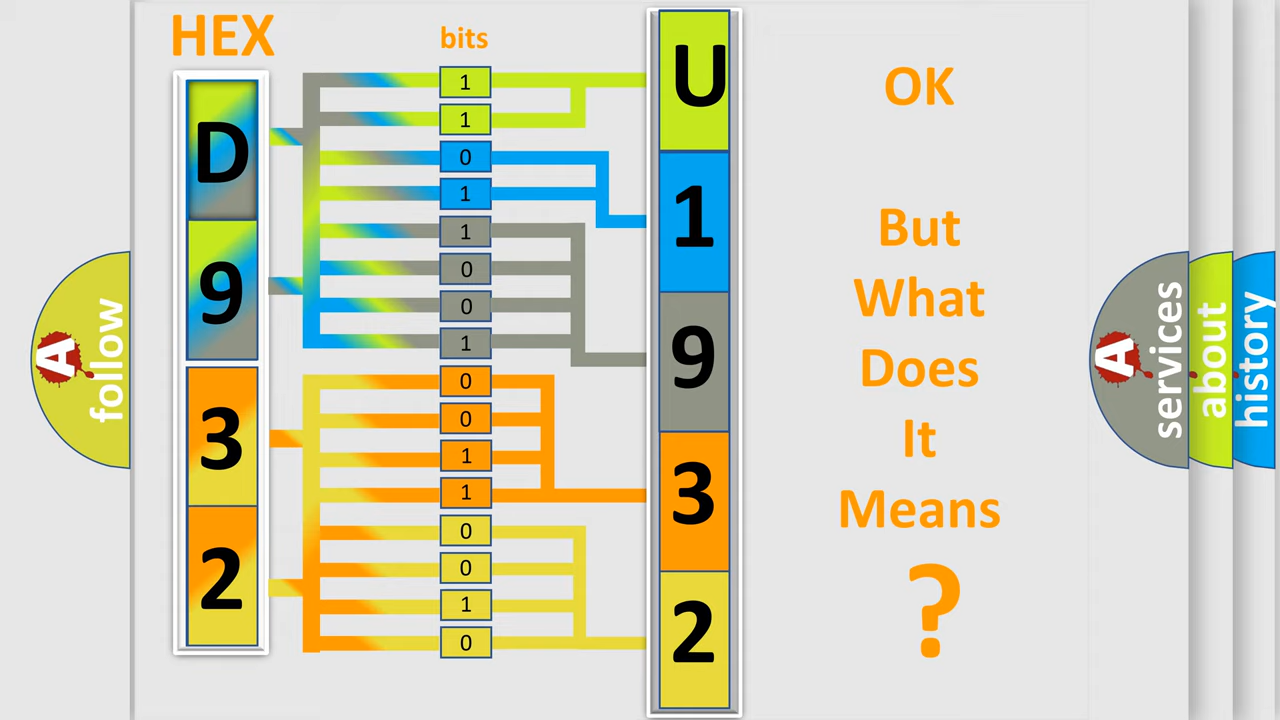 HEX
bits
D
9
3
2
1
1
0
1
1
0
0
1
0
0
1
1
0
0
1
0
U
1
9
3
2
OK
But
What
Does
It
Means
?
A
follow
A
services
about
history